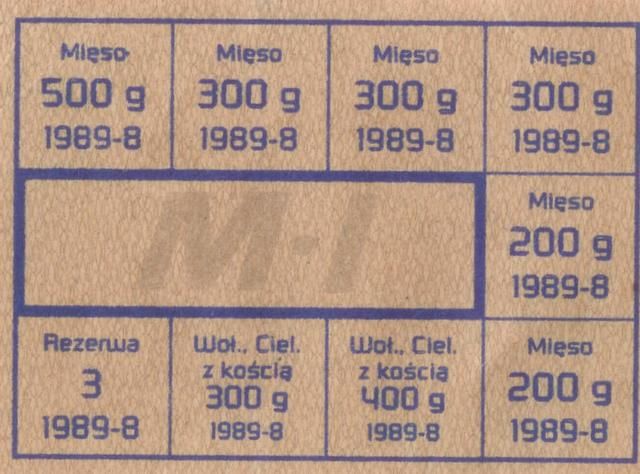 Mięso
500 g
1989-8
Mięso
300 g
1989-8
Mięso
300 g
1989-8
Mięso
300 g
1989-8
M-I
Mięso
200 g
1989-8
Rezerwa
3
1989-8
Woł., Ciel.
z kością
300 g
1989-8
Woł., Ciel.
z kością
400 g
1989-8
Mięso
200 g
1989-8